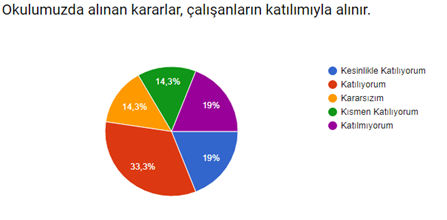 Okulumuzda alınan kararlar, çalışanların katılımıyla alınır.
14,3%
19%
14,3%
33,3%
19%
Kesinlikle Katılıyorum
Katılıyorum
Kararsızım
Kısmen Katılıyorum
Katılmıyorum